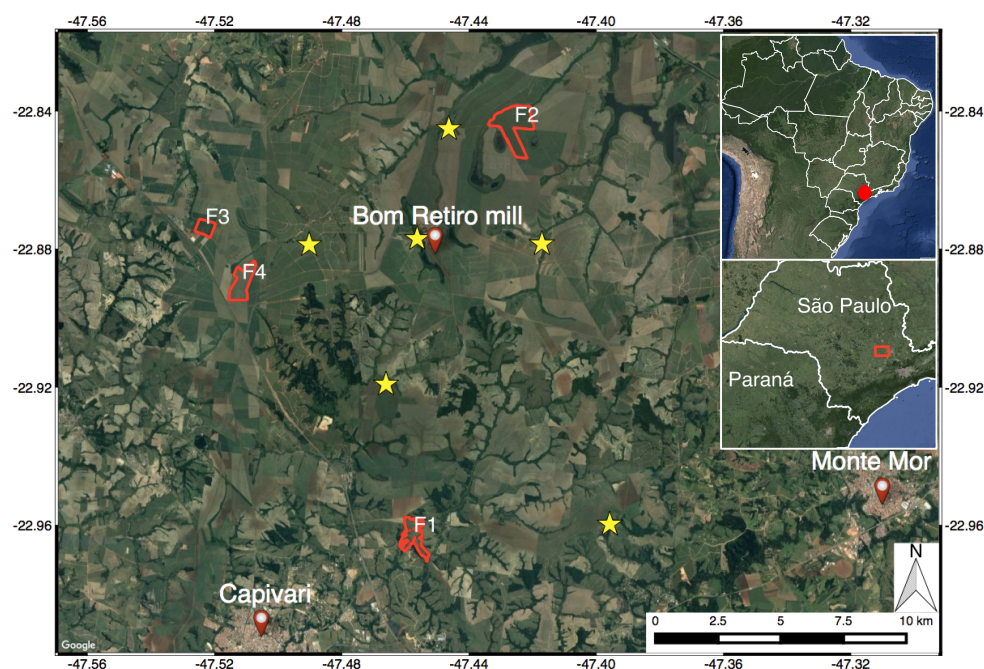 -47.56 -47.52 -47.48 -47.44 -47.40 -47.36 -47.32
-22.84 -22.84
F2
F3
Bom Retiro mill
-22.88 -22.88
F4
São Paulo
Paraná
-22.92 -22.92
Monte Mor
-22.96 -22.96
F1
N
Capivari
0 2.5 5 7.5 10 km
Google
-47.56 -47.52 -47.48 -47.44 -47.40 -47.36 -47.32